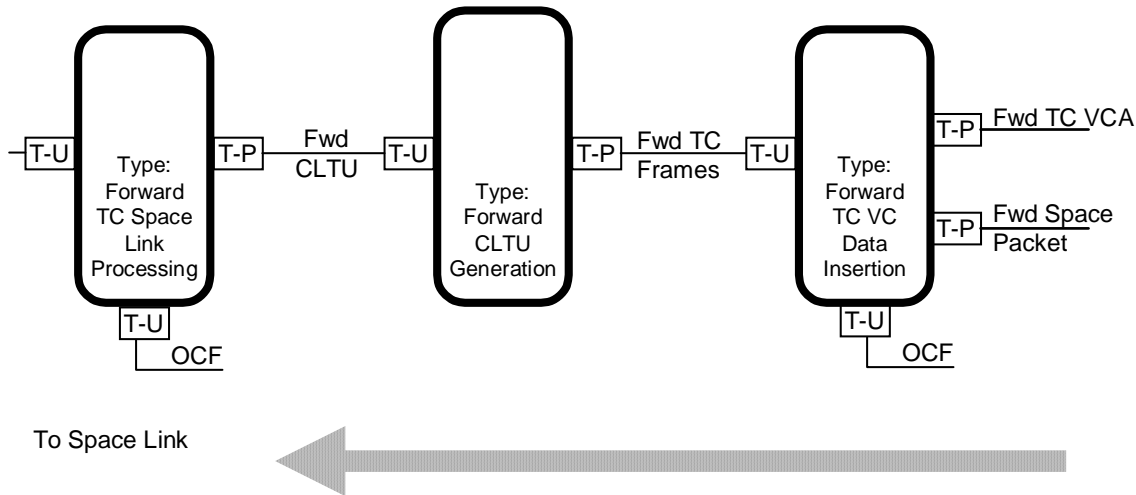 T-U
Type:
Forward
TC Space
Link
Processing
T-P
T-U
OCF
Fwd
CLTU
T-U
Type:
Forward
CLTU
Generation
T-P
Fwd TC
Frames
T-U
Type:
Forward
TC VC
Data
Insertion
T-P
Fwd TC VCA
T-P
Fwd Space
Packet
T-U
OCF
To Space Link